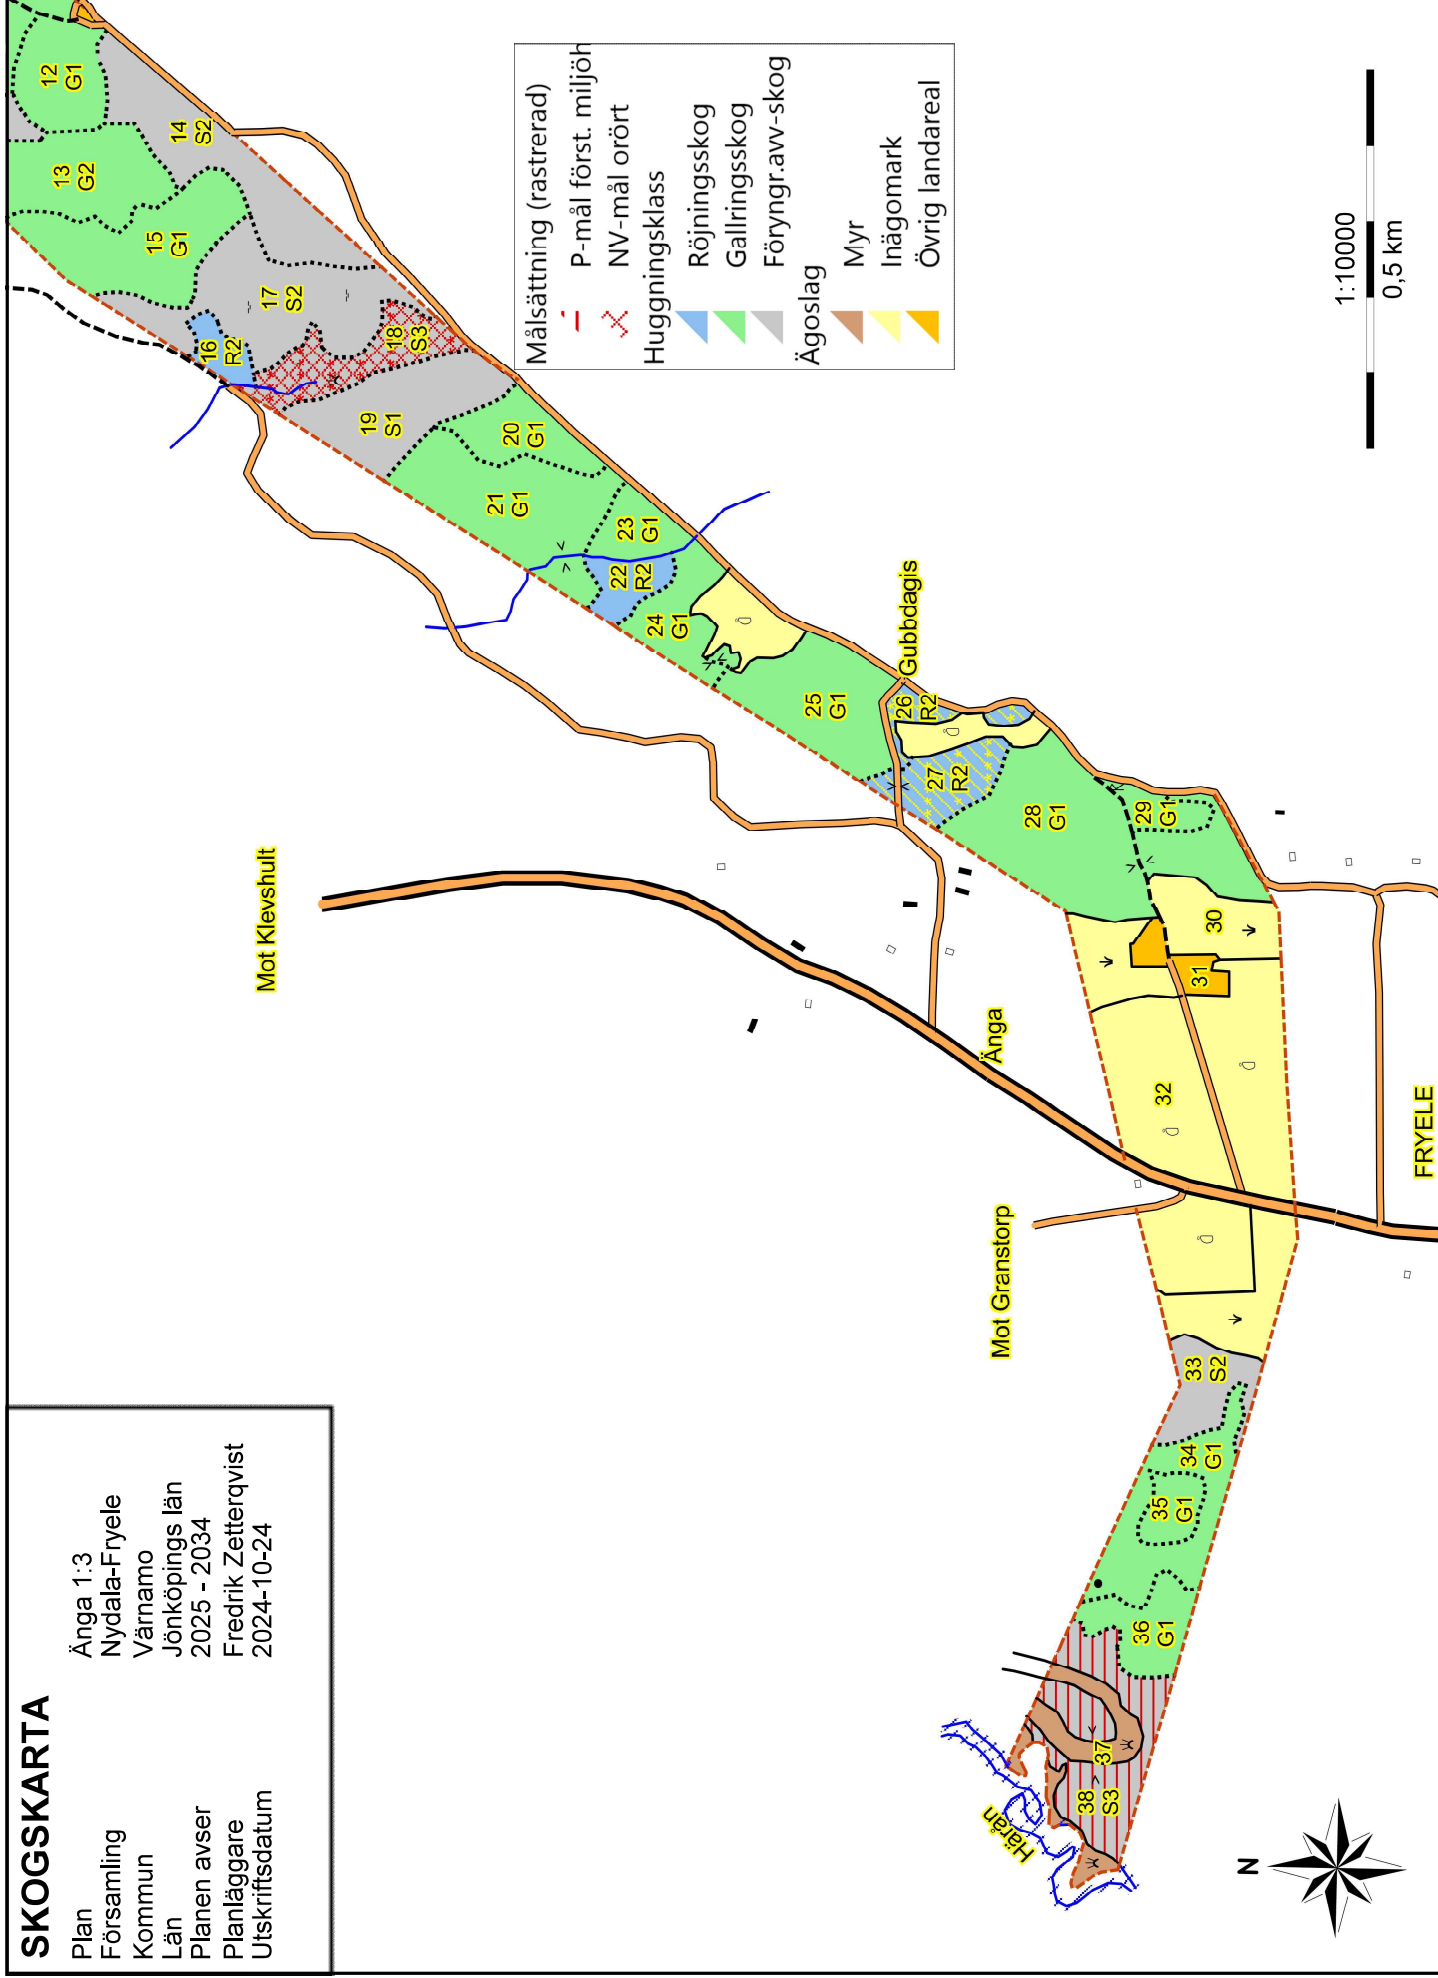 SKOGSKARTA
Plan Änga 1:3
Församling Nydala-Fryele
Kommun Värnamo
Län Jönköpings län
Planen avser 2025 - 2034
Planläggare Fredrik Zetterqvist
Utskriftsdatum 2024-10-24
Mot Klevshult
12
G1
13
G2
14
S2
15
G1
16
R2
17
S2
18
S3
19
S1
20
G1
21
G1
22
R2
23
G1
24
G1
25
G1
Gubbdagis
26
R2
27
R2
28
G1
29
G1
30
31
32
Änga
Mot Granstorp
33
S2
34
G1
35
G1
36
G1
37
38
S3
Härån
FRYELE
Målsättning (rastrerad)
P-mål först. miljöh
NV-mål orört
Huggningsklass
Röjningsskog
Gallringsskog
Föryngr.avv-skog
Ägoslag
Myr
Inägomark
Övrig landareal
1:10000
0,5 km
N